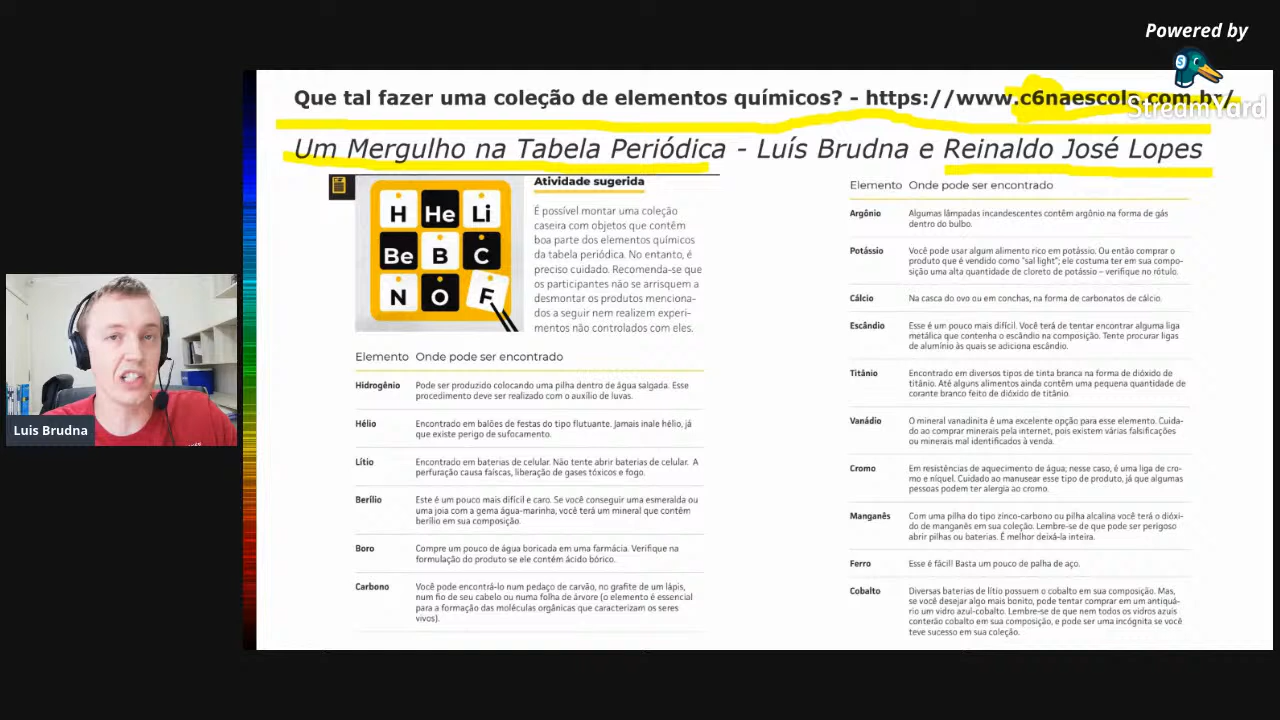 Powered by
StreamYard
Que tal fazer uma coleção de elementos químicos? - https://www.c6naescola.com.br/
Um Mergulho na Tabela Periódica - Luís Brudna e Reinaldo José Lopes
H He Li
Be B C
N O F
Atividade sugerida
É possível montar uma coleção
caseira com objetos que contêm
boa parte dos elementos químicos
da tabela periódica. No entanto, é
preciso cuidado. Recomenda-se que
os participantes não se arrisquem a
desmontar os produtos menciona-
dos a seguir nem realizem experi-
mentos não controlados com eles.
Elemento Onde pode ser encontrado
Hidrogênio Pode ser produzido colocando uma pilha dentro de água salgada. Esse
procedimento deve ser realizado com o auxílio de luvas.
Hélio Encontrado em balões de festas do tipo flutuante. Jamais inale hélio, já
que existe perigo de sufocamento.
Lítio Encontrado em baterias de celular. Não tente abrir baterias de celular. A
perfuração causa faíscas, liberação de gases tóxicos e fogo.
Berílio Este é um pouco mais difícil e caro. Se você conseguir uma esmeralda ou
uma joia com a gema água-marinha, você terá um mineral que contém
berílio em sua composição.
Boro Compre um pouco de água boricada em uma farmácia. Verifique na
formulação do produto se ele contém ácido bórico.
Carbono Você pode encontrá-lo num pedaço de carvão, no grafite de um lápis,
num fio de seu cabelo ou numa folha de árvore (o elemento é essencial
para a formação das moléculas orgânicas que caracterizam os seres
vivos).
Elemento Onde pode ser encontrado
Argônio Algumas lâmpadas incandescentes contêm argônio na forma de gás
dentro do bulbo.
Potássio Você pode usar algum alimento rico em potássio. Ou então comprar o
produto que é vendido como "sal light"; ele costuma ter em sua compo-
sição uma alta quantidade de cloreto de potássio – verifique no rótulo.
Cálcio Na casca do ovo ou em conchas, na forma de carbonatos de cálcio.
Escândio Esse é um pouco mais difícil. Você terá de tentar encontrar alguma liga
metálica que contenha o escândio na composição. Tente procurar ligas
de alumínio às quais se adiciona escândio.
Titânio Encontrado em diversos tipos de tinta branca na forma de dióxido de
titânio. Até alguns alimentos ainda contêm uma pequena quantidade de
corante branco feito de dióxido de titânio.
Vanádio O mineral vanadinita é uma excelente opção para esse elemento. Cuida-
do ao comprar minerais pela internet, pois existem várias falsificações
ou minerais mal identificados à venda.
Cromo Em resistências de aquecimento de água; nesse caso, é uma liga de cro-
mo e níquel. Cuidado ao manusear esse tipo de produto, já que algumas
pessoas podem ter alergia ao cromo.
Manganês Com uma pilha do tipo zinco-carbono ou pilha alcalina você terá o dióxi-
do de manganês em sua coleção. Lembre-se de que pode ser perigoso
abrir pilhas ou baterias. É melhor deixá-la inteira.
Ferro Esse é fácil! Basta um pouco de palha de aço.
Cobalto Diversas baterias de lítio possuem o cobalto em sua composição. Mas,
se você desejar algo mais bonito, pode tentar comprar em um antiquá-
rio um vidro azul-cobalto. Lembre-se de que nem todos os vidros azuis
conterão cobalto em sua composição, e pode ser uma incógnita se você
teve sucesso em sua coleção.
Luis Brudna